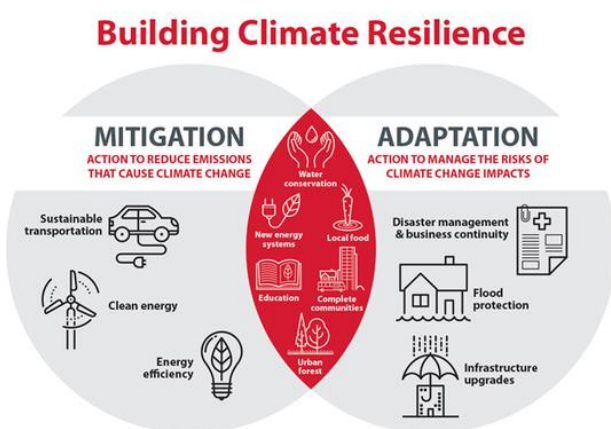 Building Climate Resilience
MITIGATION
ACTION TO REDUCE EMISSIONS
THAT CAUSE CLIMATE CHANGE
Sustainable
transportation
Clean energy
Energy
efficiency
Water
conservation
New energy
systems
Local food
Education
Complete
communities
Urban
forest
ADAPTATION
ACTION TO MANAGE THE RISKS OF
CLIMATE CHANGE IMPACTS
Disaster management
& business continuity
Flood
protection
Infrastructure
upgrades